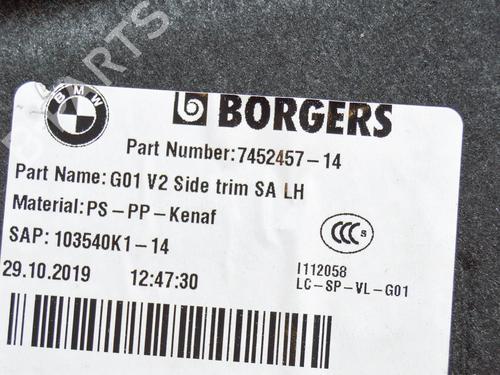 BMW
BORGERS
Part Number:7452457-14
Part Name:G01 V2 Side trim SA LH
Material:PS-PP-Kenaf
SAP: 103540K1-14
CCC S
29.10.2019 12:47:30
I112058
LC-SP-VL-G01